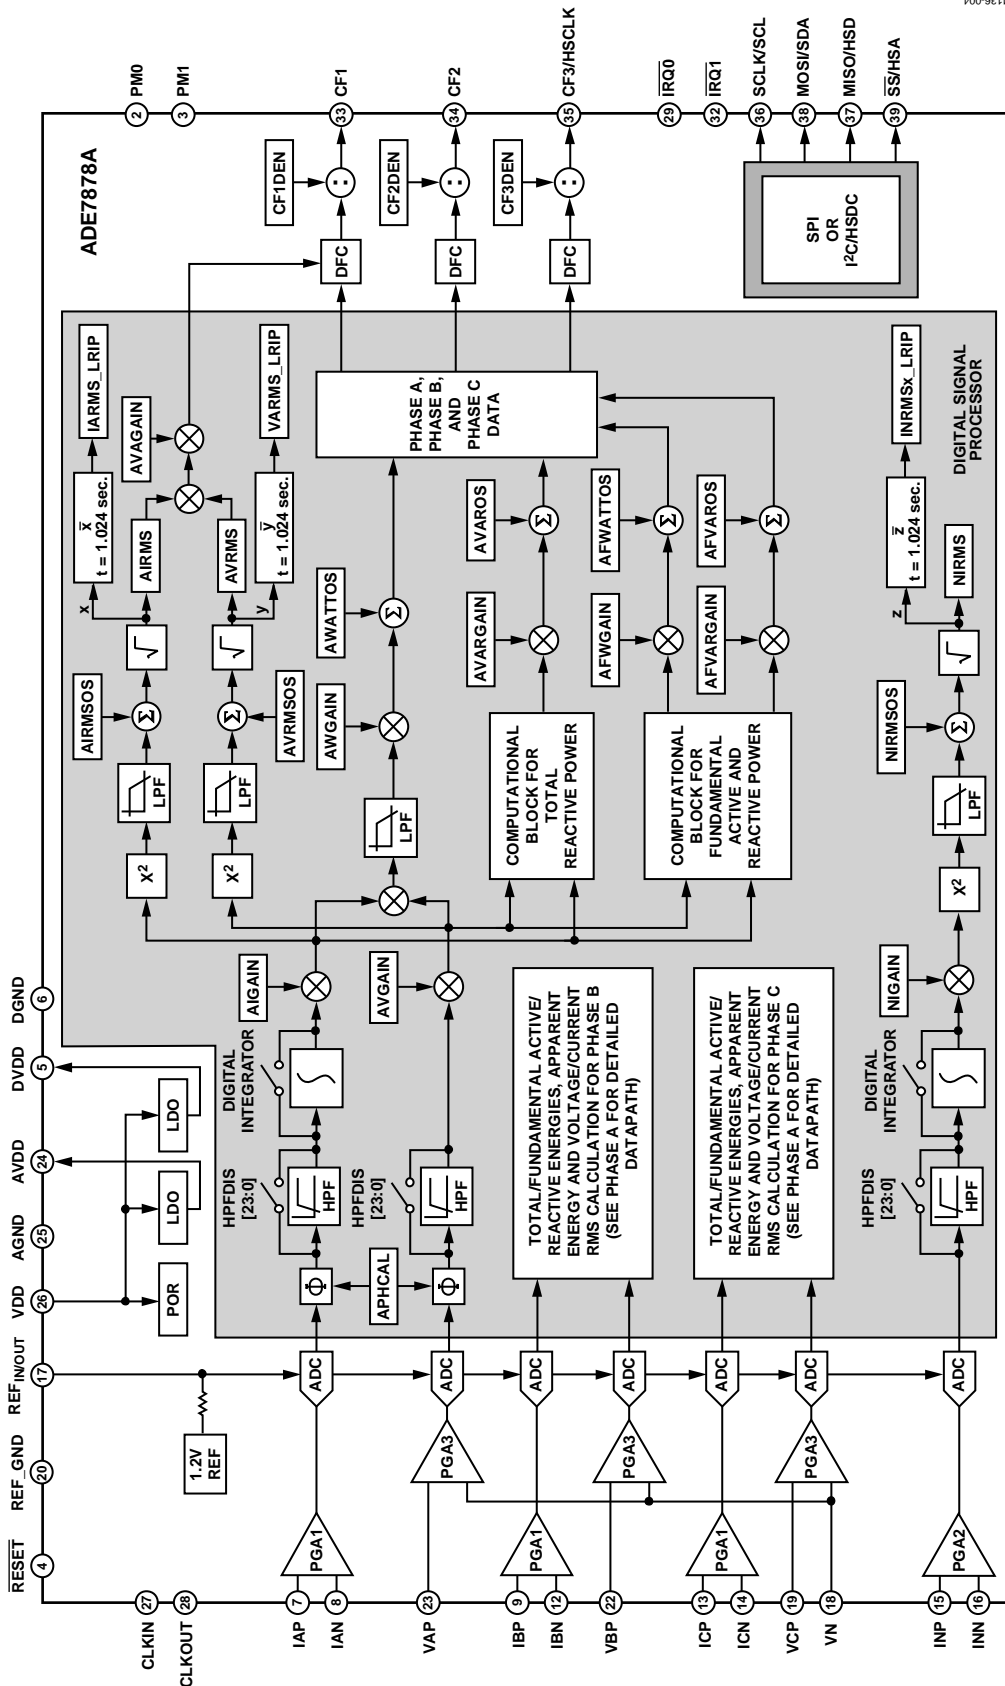 11136-004
RESET
4
REF_GND
20
REFIN/OUT
17
VDD
26
AGND
25
AVDD
24
DVDD
5
DGND
6
CLKIN
27
CLKOUT
28
1.2V
REF
POR
LDO
LDO
ADE7878A
2
PM0
3
PM1
33
CF1
34
CF2
35
CF3/HSCLK
29
IRQ0
32
IRQ1
36
SCLK/SCL
38
MOSI/SDA
37
MISO/HSD
39
SS/HSA
IAP
7
IAN
8
PGA1
ADC
VAP
23
PGA3
ADC
IBP
9
IBN
12
PGA1
ADC
VBP
22
PGA3
ADC
ICP
13
ICN
14
PGA1
ADC
VCP
19
VN
18
PGA3
ADC
INP
15
INN
16
PGA2
ADC
Φ
APHCAL
Φ
HPFDIS
[23:0]
HPF
HPFDIS
[23:0]
HPF
DIGITAL
INTEGRATOR
AIGAIN
AVGAIN
X²
LPF
AIRMSOS
Σ
√
x
x̅
t = 1.024 sec.
IARMS_LRIP
AIRMS
AVAGAIN
X²
LPF
AVRMSOS
Σ
√
AVRMS
y
y̅
t = 1.024 sec.
VARMS_LRIP
LPF
AWGAIN
AWATTOS
Σ
COMPUTATIONAL
BLOCK FOR
TOTAL
REACTIVE POWER
AVARGAIN
AVAROS
Σ
COMPUTATIONAL
BLOCK FOR
FUNDAMENTAL
ACTIVE AND
REACTIVE POWER
AFWGAIN
AFWATTOS
Σ
AFVARGAIN
AFVAROS
Σ
PHASE A,
PHASE B,
AND
PHASE C
DATA
DFC
CF1DEN
:
DFC
CF2DEN
:
DFC
CF3DEN
:
TOTAL/FUNDAMENTAL ACTIVE/
REACTIVE ENERGIES, APPARENT
ENERGY AND VOLTAGE/CURRENT
RMS CALCULATION FOR PHASE B
(SEE PHASE A FOR DETAILED
DATAPATH)
TOTAL/FUNDAMENTAL ACTIVE/
REACTIVE ENERGIES, APPARENT
ENERGY AND VOLTAGE/CURRENT
RMS CALCULATION FOR PHASE C
(SEE PHASE A FOR DETAILED
DATAPATH)
HPFDIS
[23:0]
HPF
DIGITAL
INTEGRATOR
NIGAIN
X²
LPF
NIRMSOS
Σ
√
NIRMS
z
z̅
t = 1.024 sec.
INRMSx_LRIP
DIGITAL SIGNAL
PROCESSOR
SPI
OR
I²C/HSDC